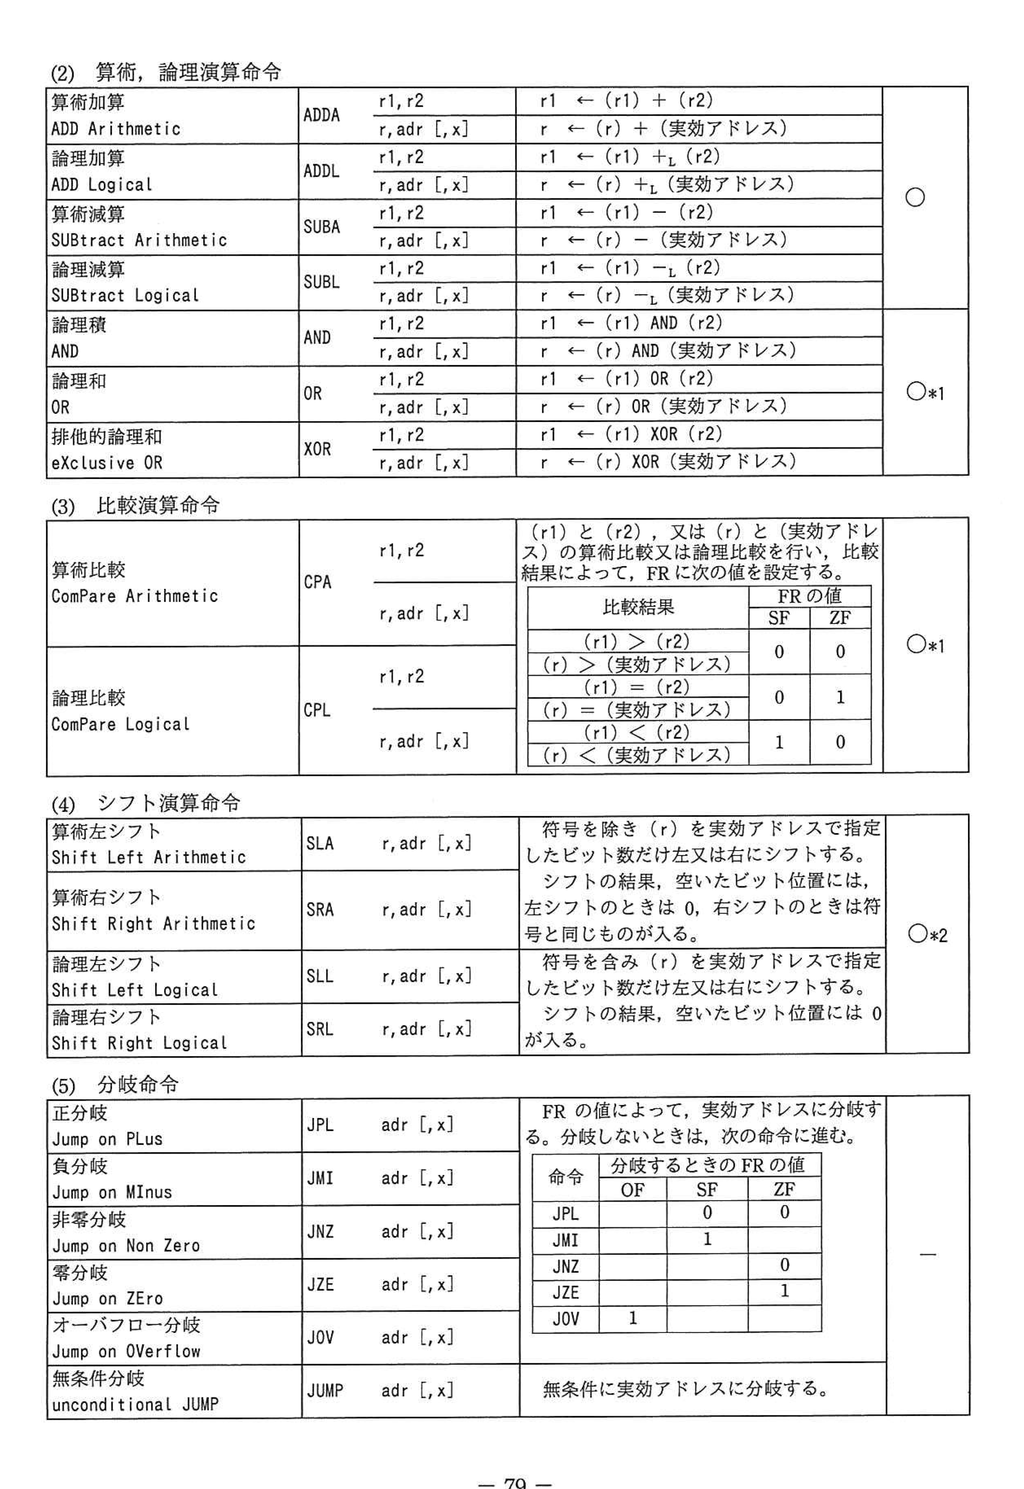 (2) 算術，論理演算命令
算術加算
ADD Arithmetic
ADDA
r1,r2
r1 ← (r1) + (r2)
r,adr [,x]
r ← (r) + (実効アドレス)
論理加算
ADD Logical
ADDL
r1,r2
r1 ← (r1) +L (r2)
r,adr [,x]
r ← (r) +L (実効アドレス)
算術減算
SUBtract Arithmetic
SUBA
r1,r2
r1 ← (r1) − (r2)
r,adr [,x]
r ← (r) − (実効アドレス)
論理減算
SUBtract Logical
SUBL
r1,r2
r1 ← (r1) −L (r2)
r,adr [,x]
r ← (r) −L (実効アドレス)
○
論理積
AND
AND
r1,r2
r1 ← (r1) AND (r2)
r,adr [,x]
r ← (r) AND (実効アドレス)
論理和
OR
OR
r1,r2
r1 ← (r1) OR (r2)
r,adr [,x]
r ← (r) OR (実効アドレス)
排他的論理和
eXclusive OR
XOR
r1,r2
r1 ← (r1) XOR (r2)
r,adr [,x]
r ← (r) XOR (実効アドレス)
○*1
(3) 比較演算命令
算術比較
ComPare Arithmetic
CPA
r1,r2
r,adr [,x]
論理比較
ComPare Logical
CPL
r1,r2
r,adr [,x]
(r1) と (r2)，又は (r) と (実効アドレ
ス) の算術比較又は論理比較を行い，比較
結果によって，FRに次の値を設定する。
比較結果
FRの値
SF ZF
(r1) > (r2)
(r) > (実効アドレス)
0 0
(r1) = (r2)
(r) = (実効アドレス)
0 1
(r1) < (r2)
(r) < (実効アドレス)
1 0
○*1
(4) シフト演算命令
算術左シフト
Shift Left Arithmetic
SLA r,adr [,x]
算術右シフト
Shift Right Arithmetic
SRA r,adr [,x]
符号を除き (r) を実効アドレスで指定
したビット数だけ左又は右にシフトする。
シフトの結果，空いたビット位置には，
左シフトのときは 0，右シフトのときは符
号と同じものが入る。
論理左シフト
Shift Left Logical
SLL r,adr [,x]
論理右シフト
Shift Right Logical
SRL r,adr [,x]
符号を含み (r) を実効アドレスで指定
したビット数だけ左又は右にシフトする。
シフトの結果，空いたビット位置には 0
が入る。
○*2
(5) 分岐命令
正分岐
Jump on PLus
JPL adr [,x]
負分岐
Jump on MInus
JMI adr [,x]
非零分岐
Jump on Non Zero
JNZ adr [,x]
零分岐
Jump on ZEro
JZE adr [,x]
オーバフロー分岐
Jump on OVerflow
JOV adr [,x]
FR の値によって，実効アドレスに分岐す
る。分岐しないときは，次の命令に進む。
命令
分岐するときのFRの値
OF SF ZF
JPL 0 0
JMI 1
JNZ 0
JZE 1
JOV 1
無条件分岐
unconditional JUMP
JUMP adr [,x]
無条件に実効アドレスに分岐する。
—
— 79 —